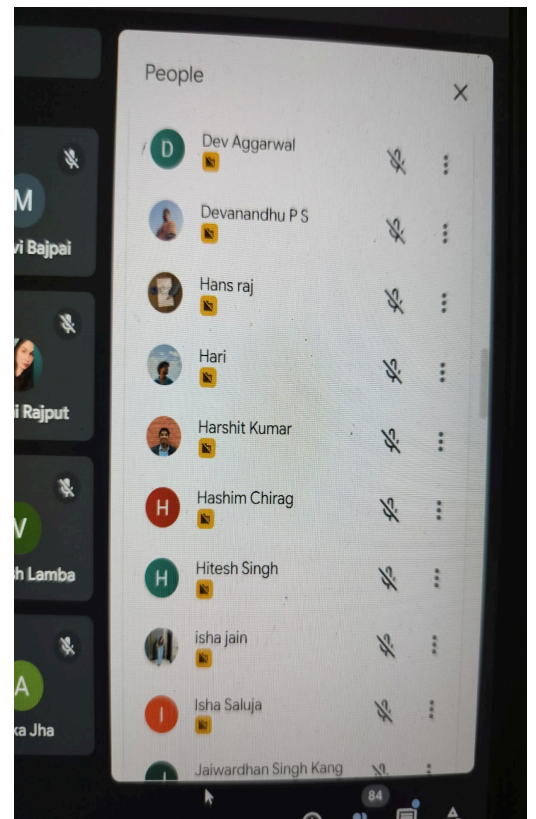 People
D
Dev Aggarwal
Devanandhu P S
Hans raj
Hari
Harshit Kumar
H
Hashim Chirag
H
Hitesh Singh
isha jain
I
Isha Saluja
Jaiwardhan Singh Kang
M
vi Bajpai
i Rajput
V
h Lamba
A
ka Jha
84